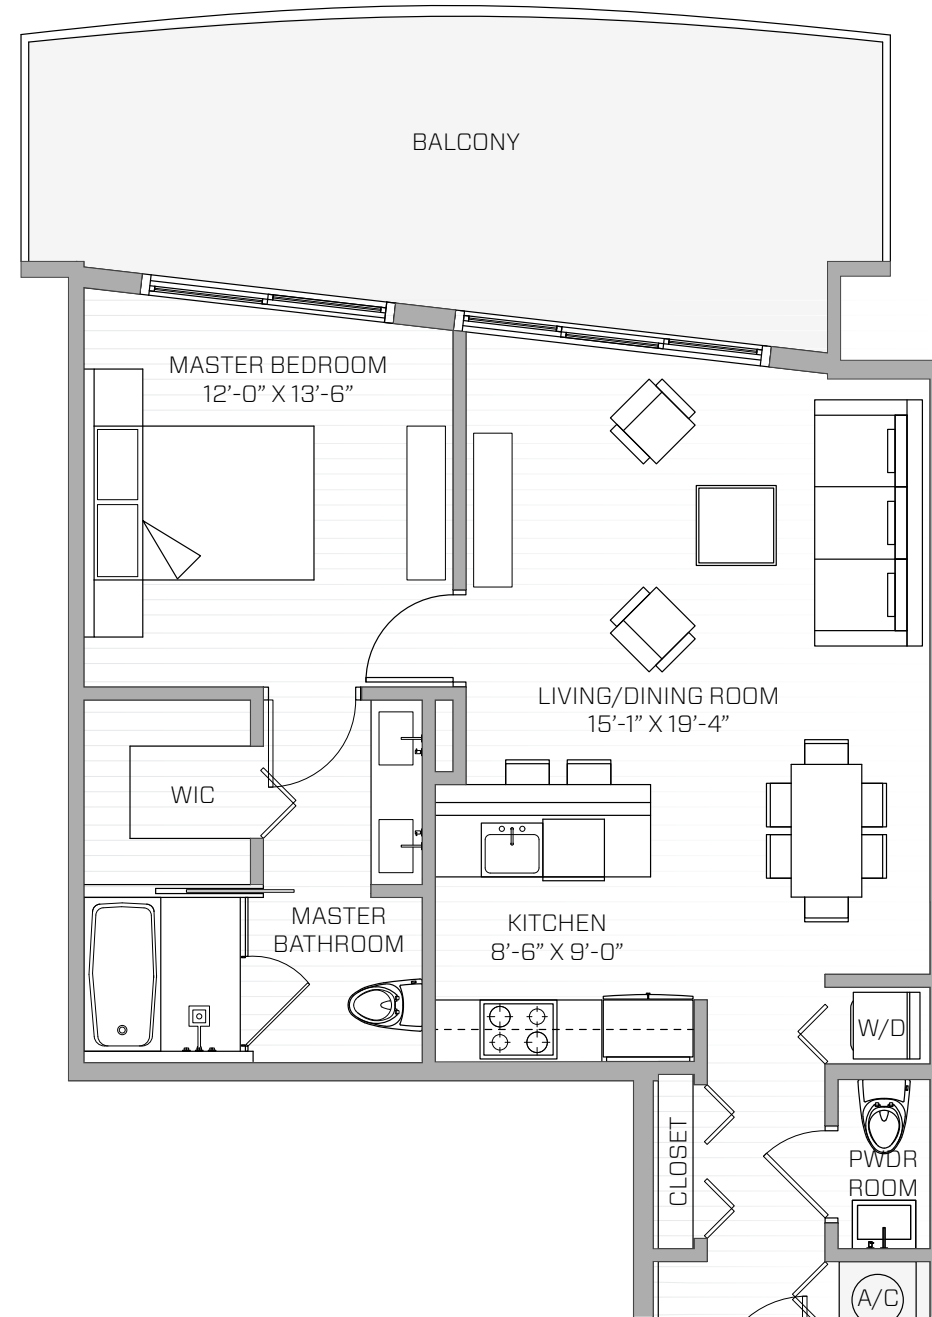 BALCONY
MASTER BEDROOM
12’-0” X 13’-6”
LIVING/DINING ROOM
15’-1” X 19’-4”
WIC
MASTER
BATHROOM
KITCHEN
8’-6” X 9’-0”
W/D
CLOSET
PWDR
ROOM
A/C